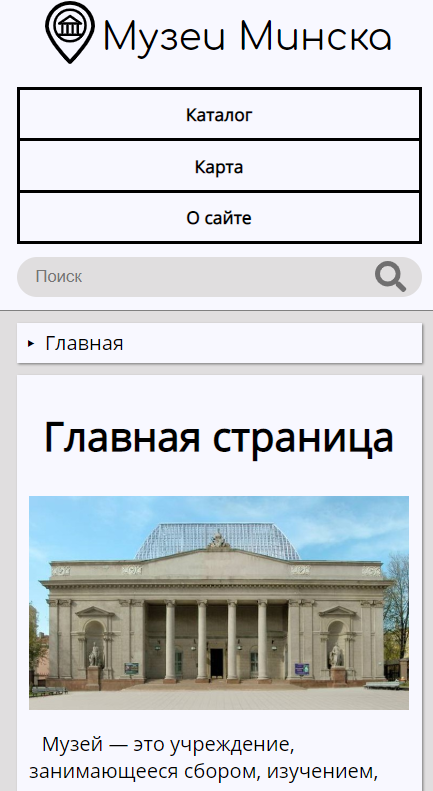 Музеи Минска
Каталог
Карта
О сайте
Поиск
Главная
Главная страница
Музей — это учреждение,
занимающееся сбором, изучением,